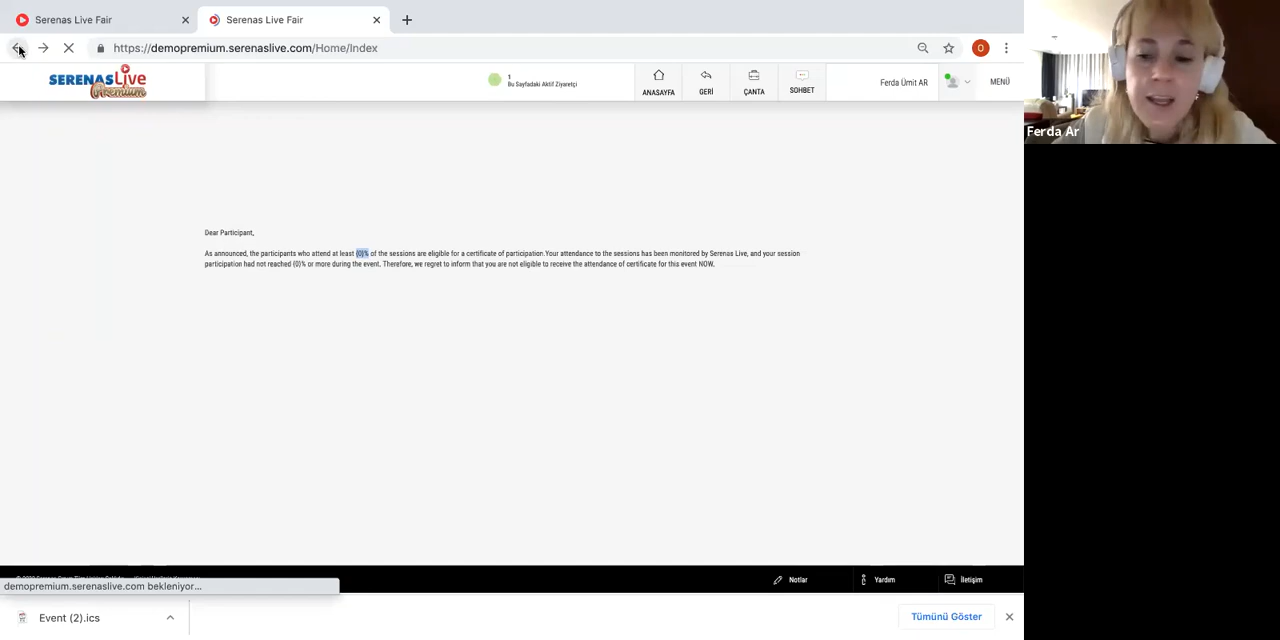 Serenas Live Fair
Serenas Live Fair
https://demopremium.serenaslive.com/Home/Index
SERENAS Live
Premium
1
Bu Sayfadaki Aktif Ziyaretçi
ANASAYFA
GERİ
ÇANTA
SOHBET
Ferda Ümit AR
MENÜ
Ferda Ar
Dear Participant,
As announced, the participants who attend at least {0}% of the sessions are eligible for a certificate of participation.Your attendance to the sessions has been monitored by Serenas Live, and your session
participation had not reached {0}% or more during the event. Therefore, we regret to inform that you are not eligible to receive the attendance of certificate for this event NOW.
Notlar
Yardım
İletişim
demopremium.serenaslive.com bekleniyor...
Event (2).ics
Tümünü Göster
O